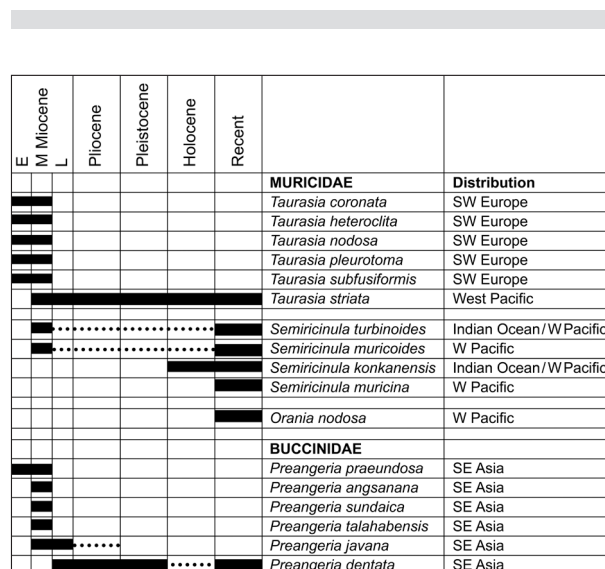 E
M Miocene
L
Pliocene
Pleistocene
Holocene
Recent
MURICIDAE Distribution
Taurasia coronata SW Europe
Taurasia heteroclita SW Europe
Taurasia nodosa SW Europe
Taurasia pleurotoma SW Europe
Taurasia subfusiformis SW Europe
Taurasia striata West Pacific
Semiricinula turbinoides Indian Ocean/W Pacific
Semiricinula muricoides W Pacific
Semiricinula konkanensis Indian Ocean/W Pacific
Semiricinula muricina W Pacific
Orania nodosa W Pacific
BUCCINIDAE
Preangeria praeundosa SE Asia
Preangeria angsanana SE Asia
Preangeria sundaica SE Asia
Preangeria talahabensis SE Asia
Preangeria javana SE Asia
Preangeria dentata SE Asia